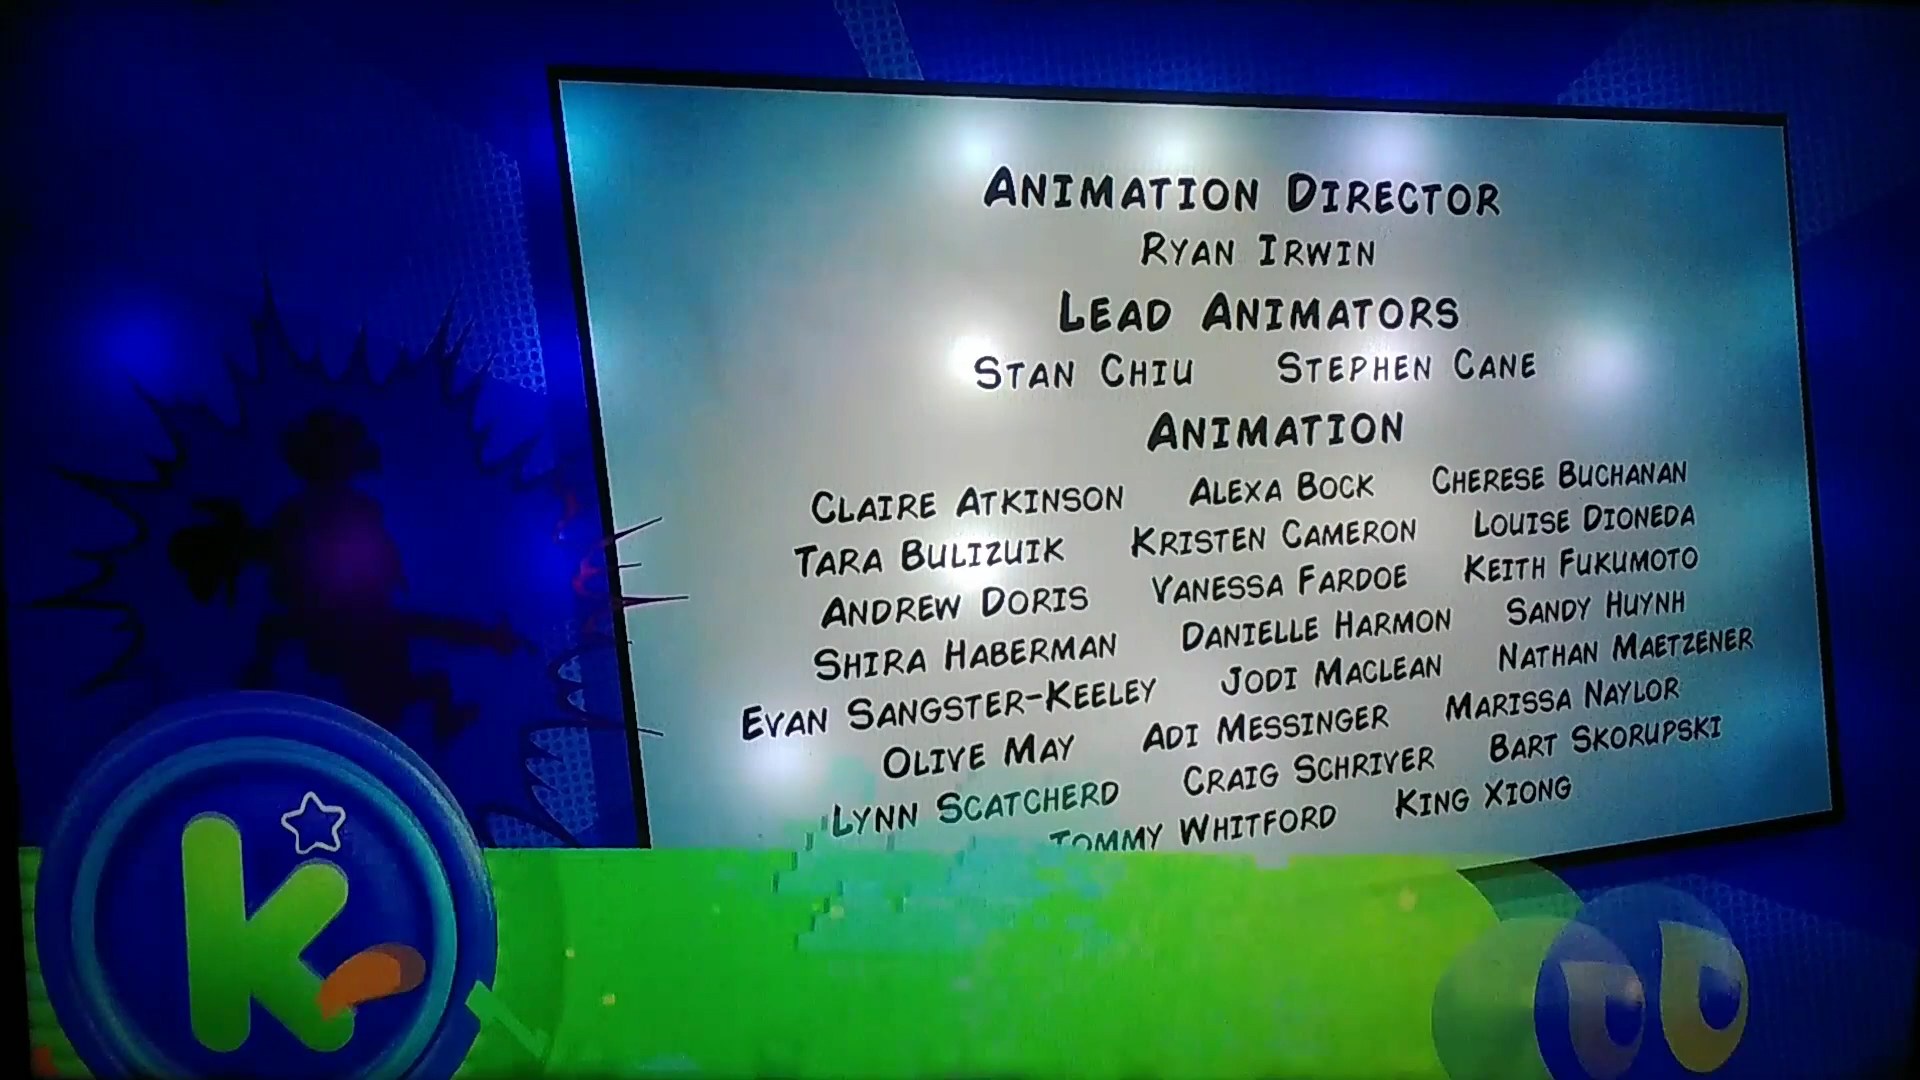 ANIMATION DIRECTOR
RYAN IRWIN
LEAD ANIMATORS
STAN CHIU STEPHEN CANE
ANIMATION
CLAIRE ATKINSON ALEXA BOCK CHERESE BUCHANAN
TARA BULIZUIK KRISTEN CAMERON LOUISE DIONEDA
ANDREW DORIS VANESSA FARDOE KEITH FUKUMOTO
SHIRA HABERMAN DANIELLE HARMON SANDY HUYNH
EVAN SANGSTER-KEELEY JODI MACLEAN NATHAN MAETZENER
OLIVE MAY ADI MESSINGER MARISSA NAYLOR
LYNN SCATCHERD CRAIG SCHRIVER BART SKORUPSKI
TOMMY WHITFORD KING XIONG
K